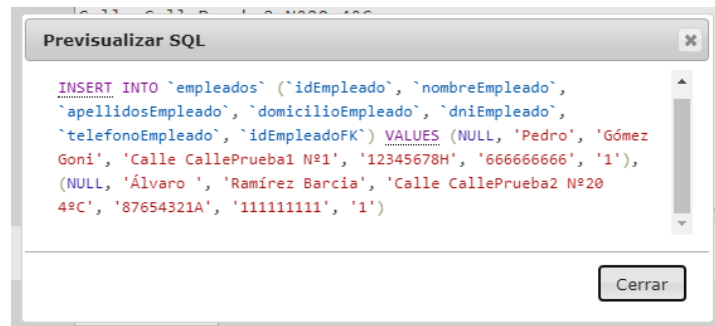 Previsualizar SQL
INSERT INTO `empleados` (`idEmpleado`, `nombreEmpleado`,
`apellidosEmpleado`, `domicilioEmpleado`, `dniEmpleado`,
`telefonoEmpleado`, `idEmpleadoFK`) VALUES (NULL, 'Pedro', 'Gómez
Goni', 'Calle CallePrueba1 Nº1', '12345678H', '666666666', '1'),
(NULL, 'Álvaro ', 'Ramírez Barcia', 'Calle CallePrueba2 Nº20
4ºC', '87654321A', '111111111', '1')
Cerrar